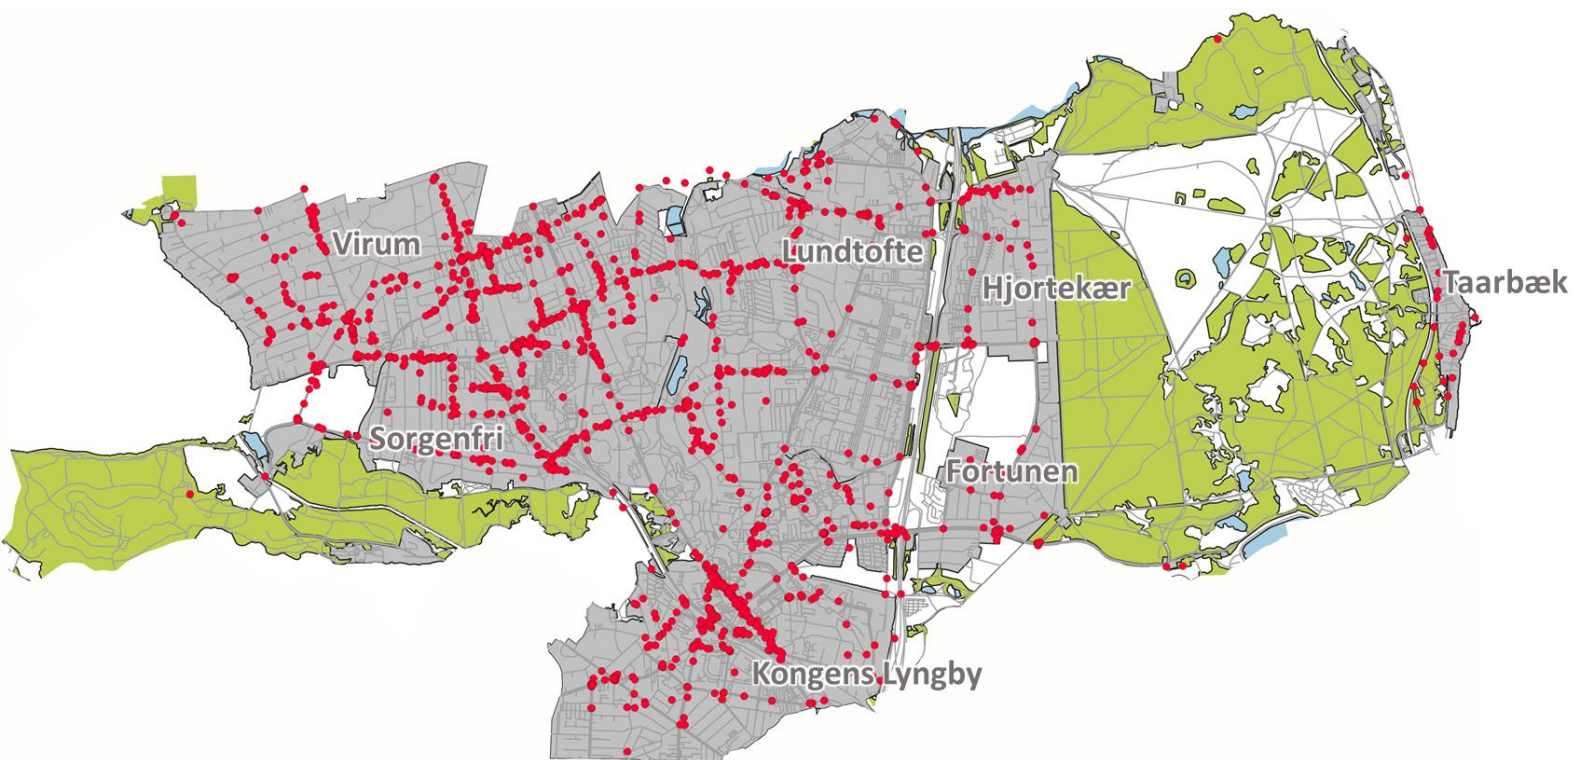 Virum
Lundtofte
Hjortekær
Taarbæk
Sorgenfri
Fortunen
Kongens Lyngby